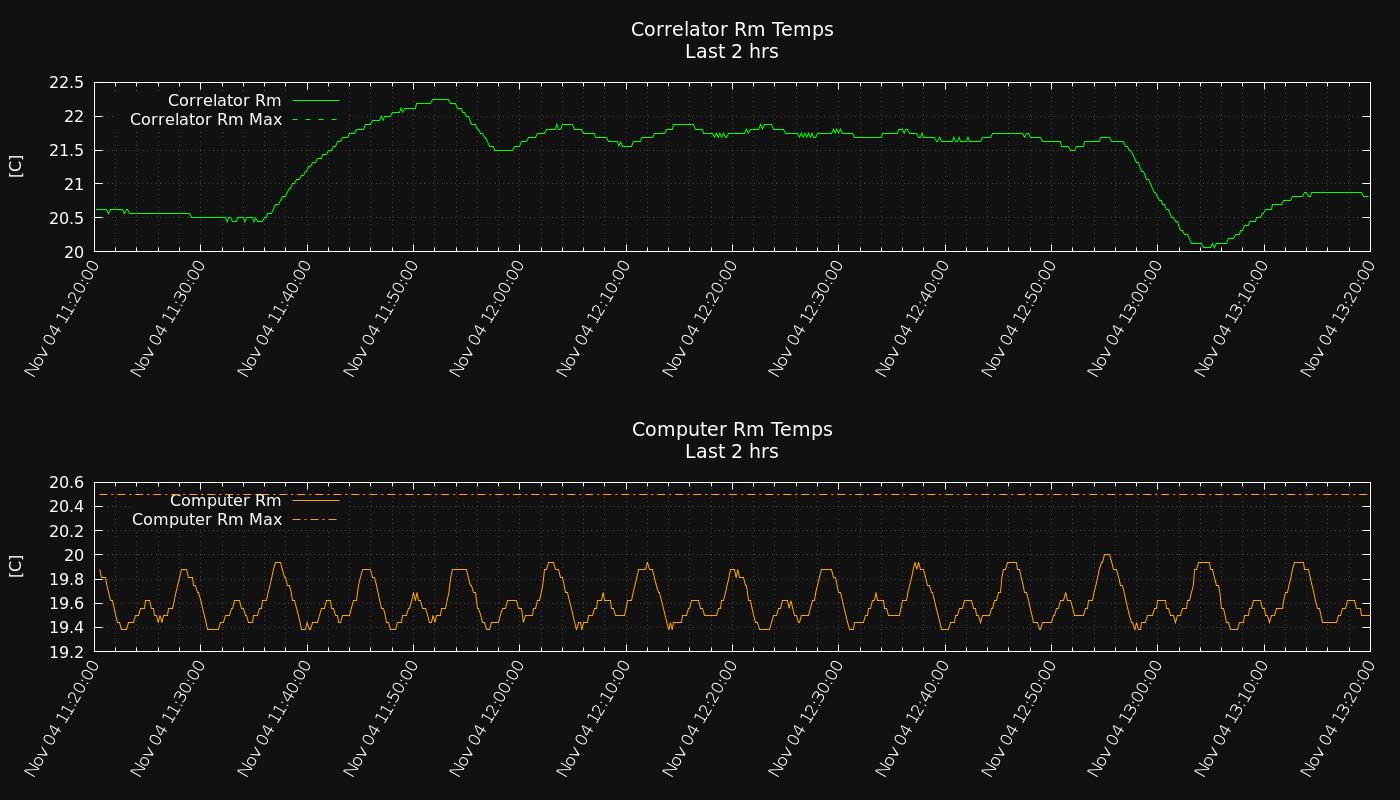 Correlator Rm Temps
Last 2 hrs
22.5
22
21.5
21
20.5
20
[C]
Correlator Rm
Correlator Rm Max
Nov 04 11:20:00
Nov 04 11:30:00
Nov 04 11:40:00
Nov 04 11:50:00
Nov 04 12:00:00
Nov 04 12:10:00
Nov 04 12:20:00
Nov 04 12:30:00
Nov 04 12:40:00
Nov 04 12:50:00
Nov 04 13:00:00
Nov 04 13:10:00
Nov 04 13:20:00
Computer Rm Temps
Last 2 hrs
20.6
20.4
20.2
20
19.8
19.6
19.4
19.2
[C]
Computer Rm
Computer Rm Max
Nov 04 11:20:00
Nov 04 11:30:00
Nov 04 11:40:00
Nov 04 11:50:00
Nov 04 12:00:00
Nov 04 12:10:00
Nov 04 12:20:00
Nov 04 12:30:00
Nov 04 12:40:00
Nov 04 12:50:00
Nov 04 13:00:00
Nov 04 13:10:00
Nov 04 13:20:00